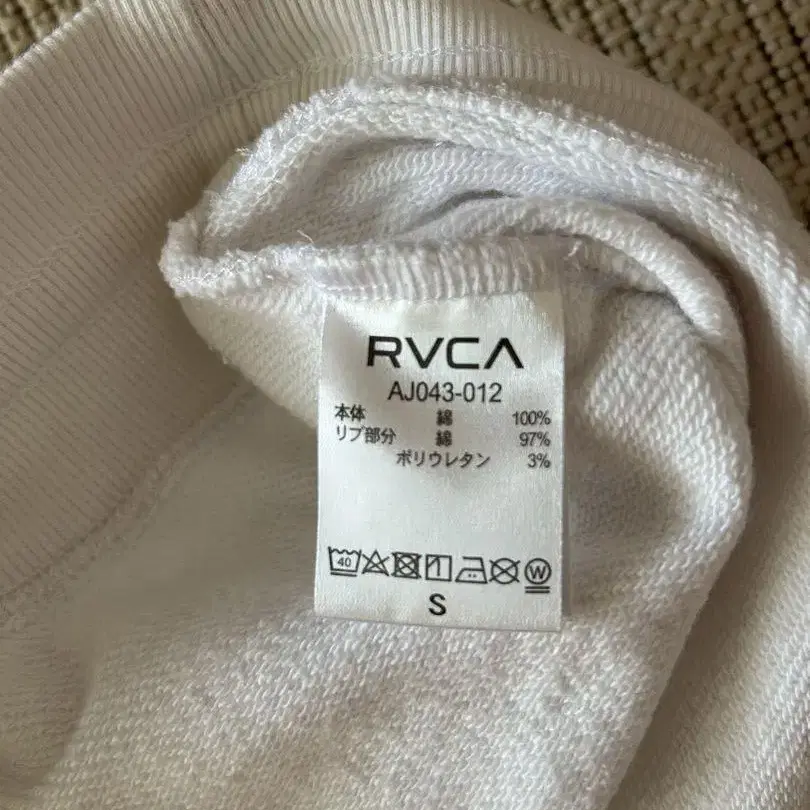 RVCA
AJ043-012
本体 綿 100%
リブ部分 綿 97%
ポリウレタン 3%
40 W
S